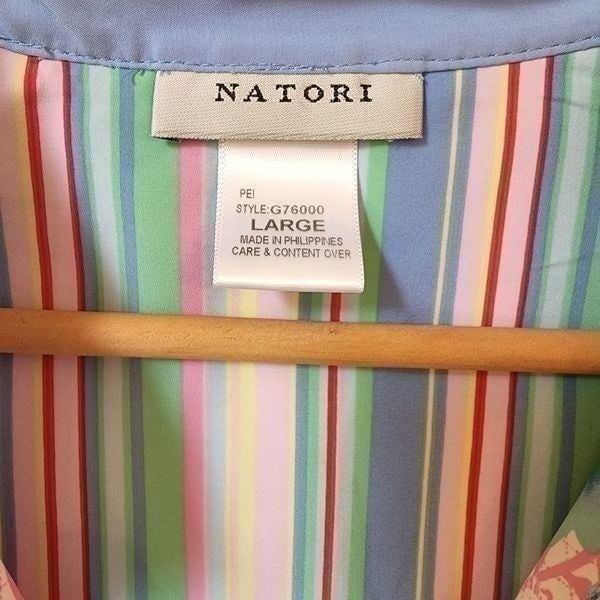 NATORI
PEI
STYLE:G76000
LARGE
MADE IN PHILIPPINES
CARE & CONTENT OVER